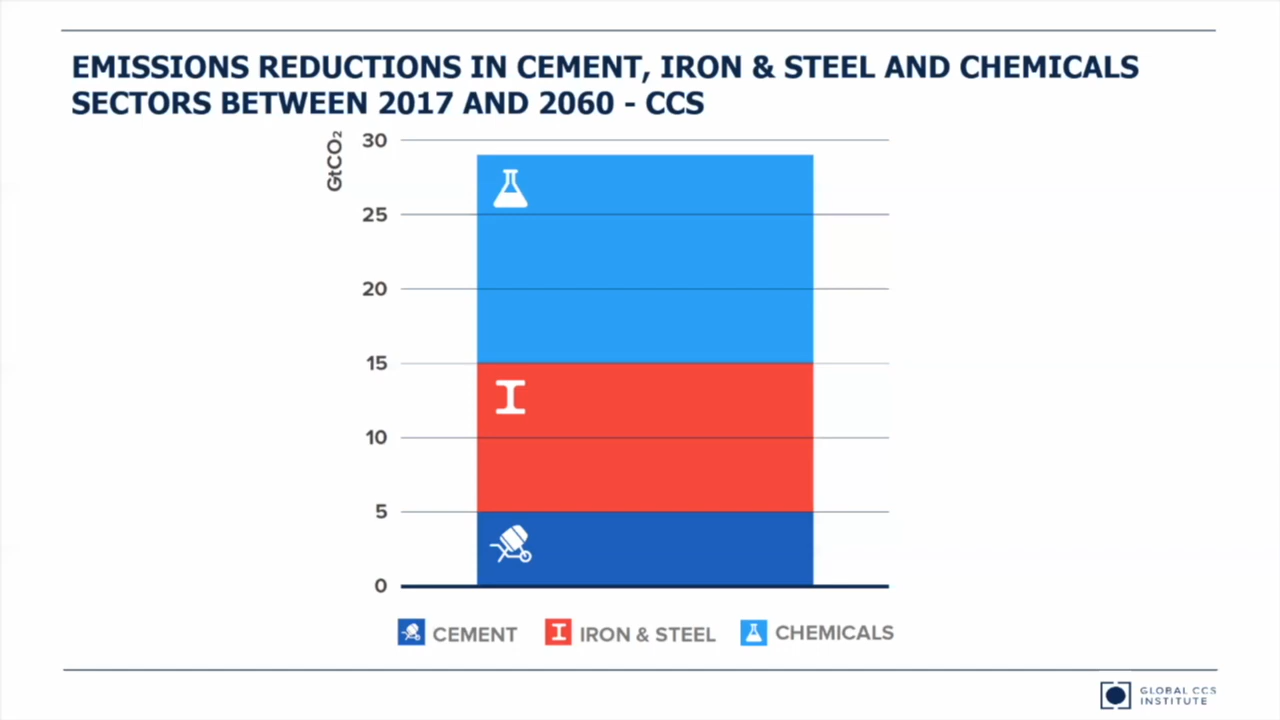 EMISSIONS REDUCTIONS IN CEMENT, IRON & STEEL AND CHEMICALS
SECTORS BETWEEN 2017 AND 2060 - CCS
GtCO₂
30
25
20
15
10
5
0
CEMENT
IRON & STEEL
CHEMICALS
GLOBAL CCS
INSTITUTE